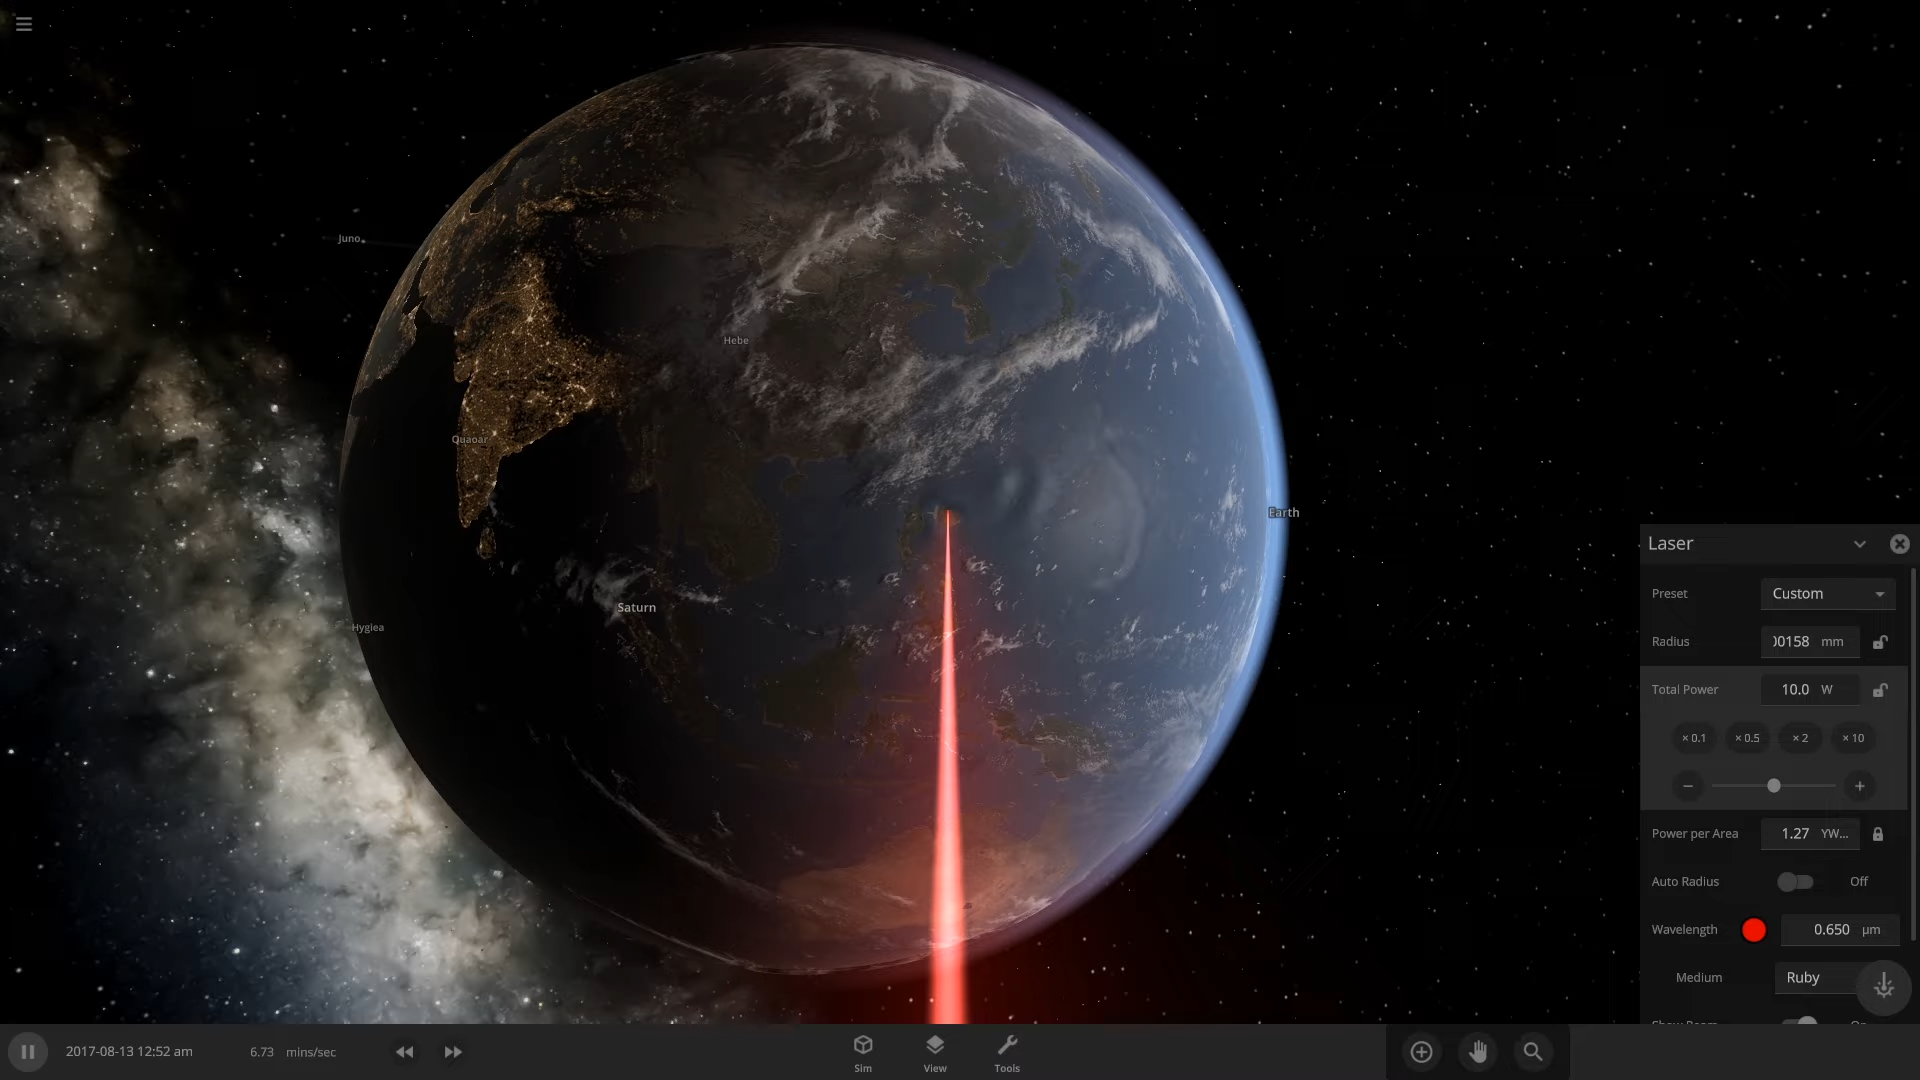 Juno
Hebe
Quaoar
Earth
Saturn
Hygiea
Laser
Preset Custom
Radius 00158 mm
Total Power 10.0 W
× 0.1 × 0.5 × 2 × 10
Power per Area 1.27 YW...
Auto Radius Off
Wavelength 0.650 µm
Medium Ruby
2017-08-13 12:52 am 6.73 mins/sec
Sim View Tools